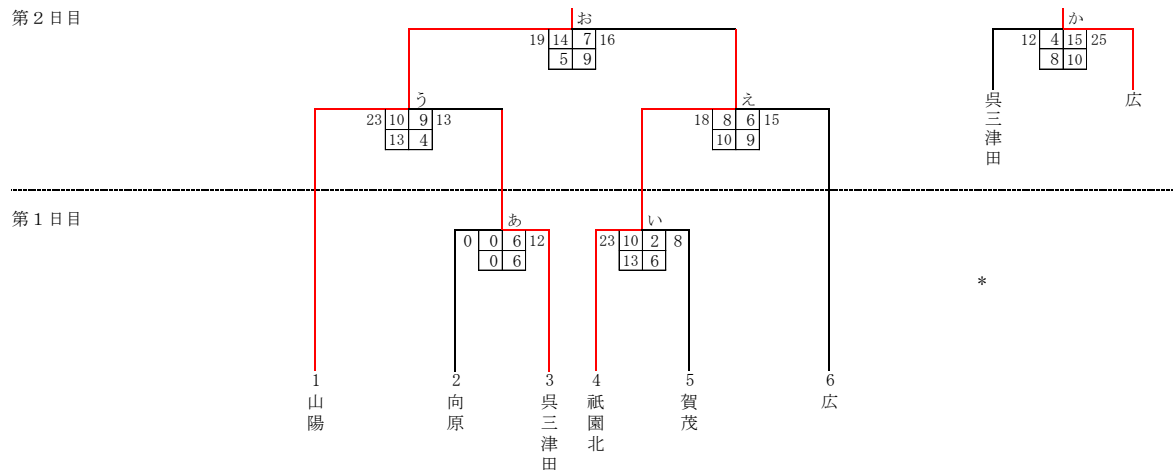 第２日目
お
19 14 7 16
5 9
か
12 4 15 25
8 10
呉三津田
広
う
23 10 9 13
13 4
え
18 8 6 15
10 9
第１日目
あ
0 0 6 12
0 6
い
23 10 2 8
13 6
*
1 2 3 4 5 6
山陽
向原
呉三津田
祇園北
賀茂
広